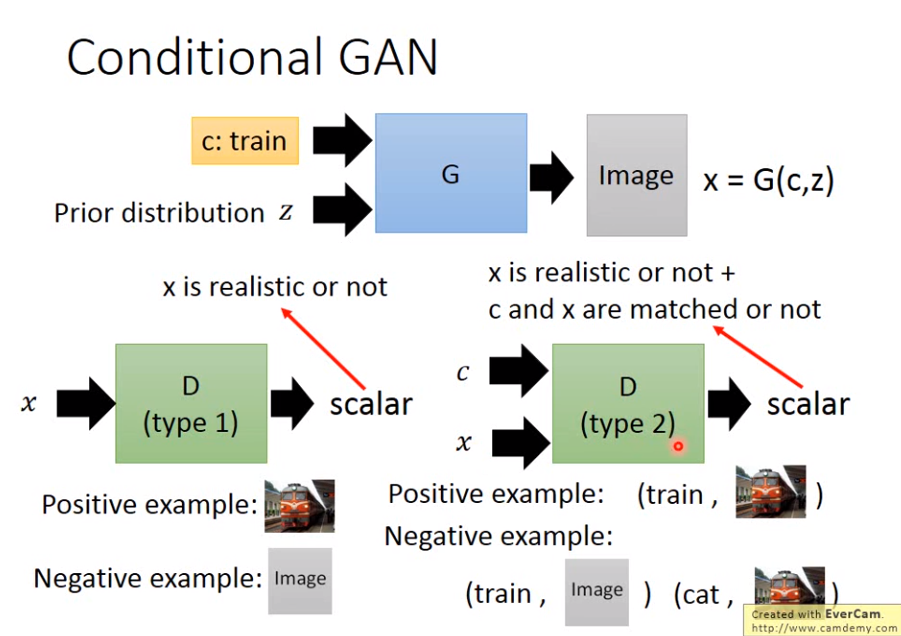 Conditional GAN
c: train
G
Image
x = G(c,z)
Prior distribution z
x is realistic or not
x is realistic or not +
c and x are matched or not
x
D
(type 1)
scalar
c
x
D
(type 2)
scalar
Positive example:
Negative example:
Image
Positive example: (train , )
Negative example:
(train , Image ) (cat , )
Created with EverCam.
http://www.camdemy.com